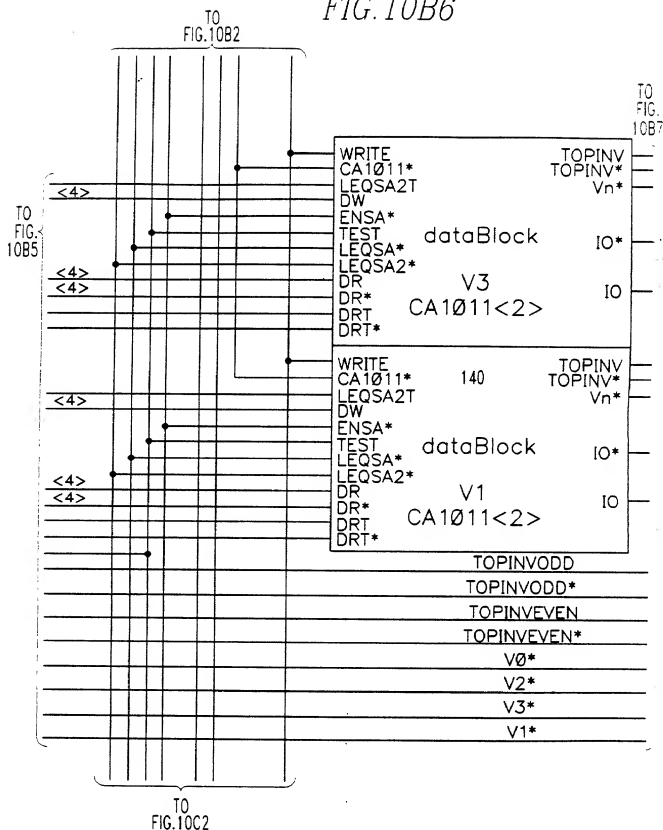 FIG. 10B6
TO
FIG.10B2
TO
FIG.
10B7
TO
FIG.
10B5
WRITE
CA1Ø11*
LEQSA2T
DW
ENSA*
TEST
LEQSA*
LEQSA2*
DR
DR*
DRT
DRT*
<4>
<4>
<4>
dataBlock
V3
CA1Ø11<2>
TOPINV
TOPINV*
Vn*
IO*
IO
WRITE
CA1Ø11*
LEQSA2T
DW
ENSA*
TEST
LEQSA*
LEQSA2*
DR
DR*
DRT
DRT*
<4>
<4>
<4>
140
dataBlock
V1
CA1Ø11<2>
TOPINV
TOPINV*
Vn*
IO*
IO
TOPINVODD
TOPINVODD*
TOPINVEVEN
TOPINVEVEN*
VØ*
V2*
V3*
V1*
TO
FIG.10C2